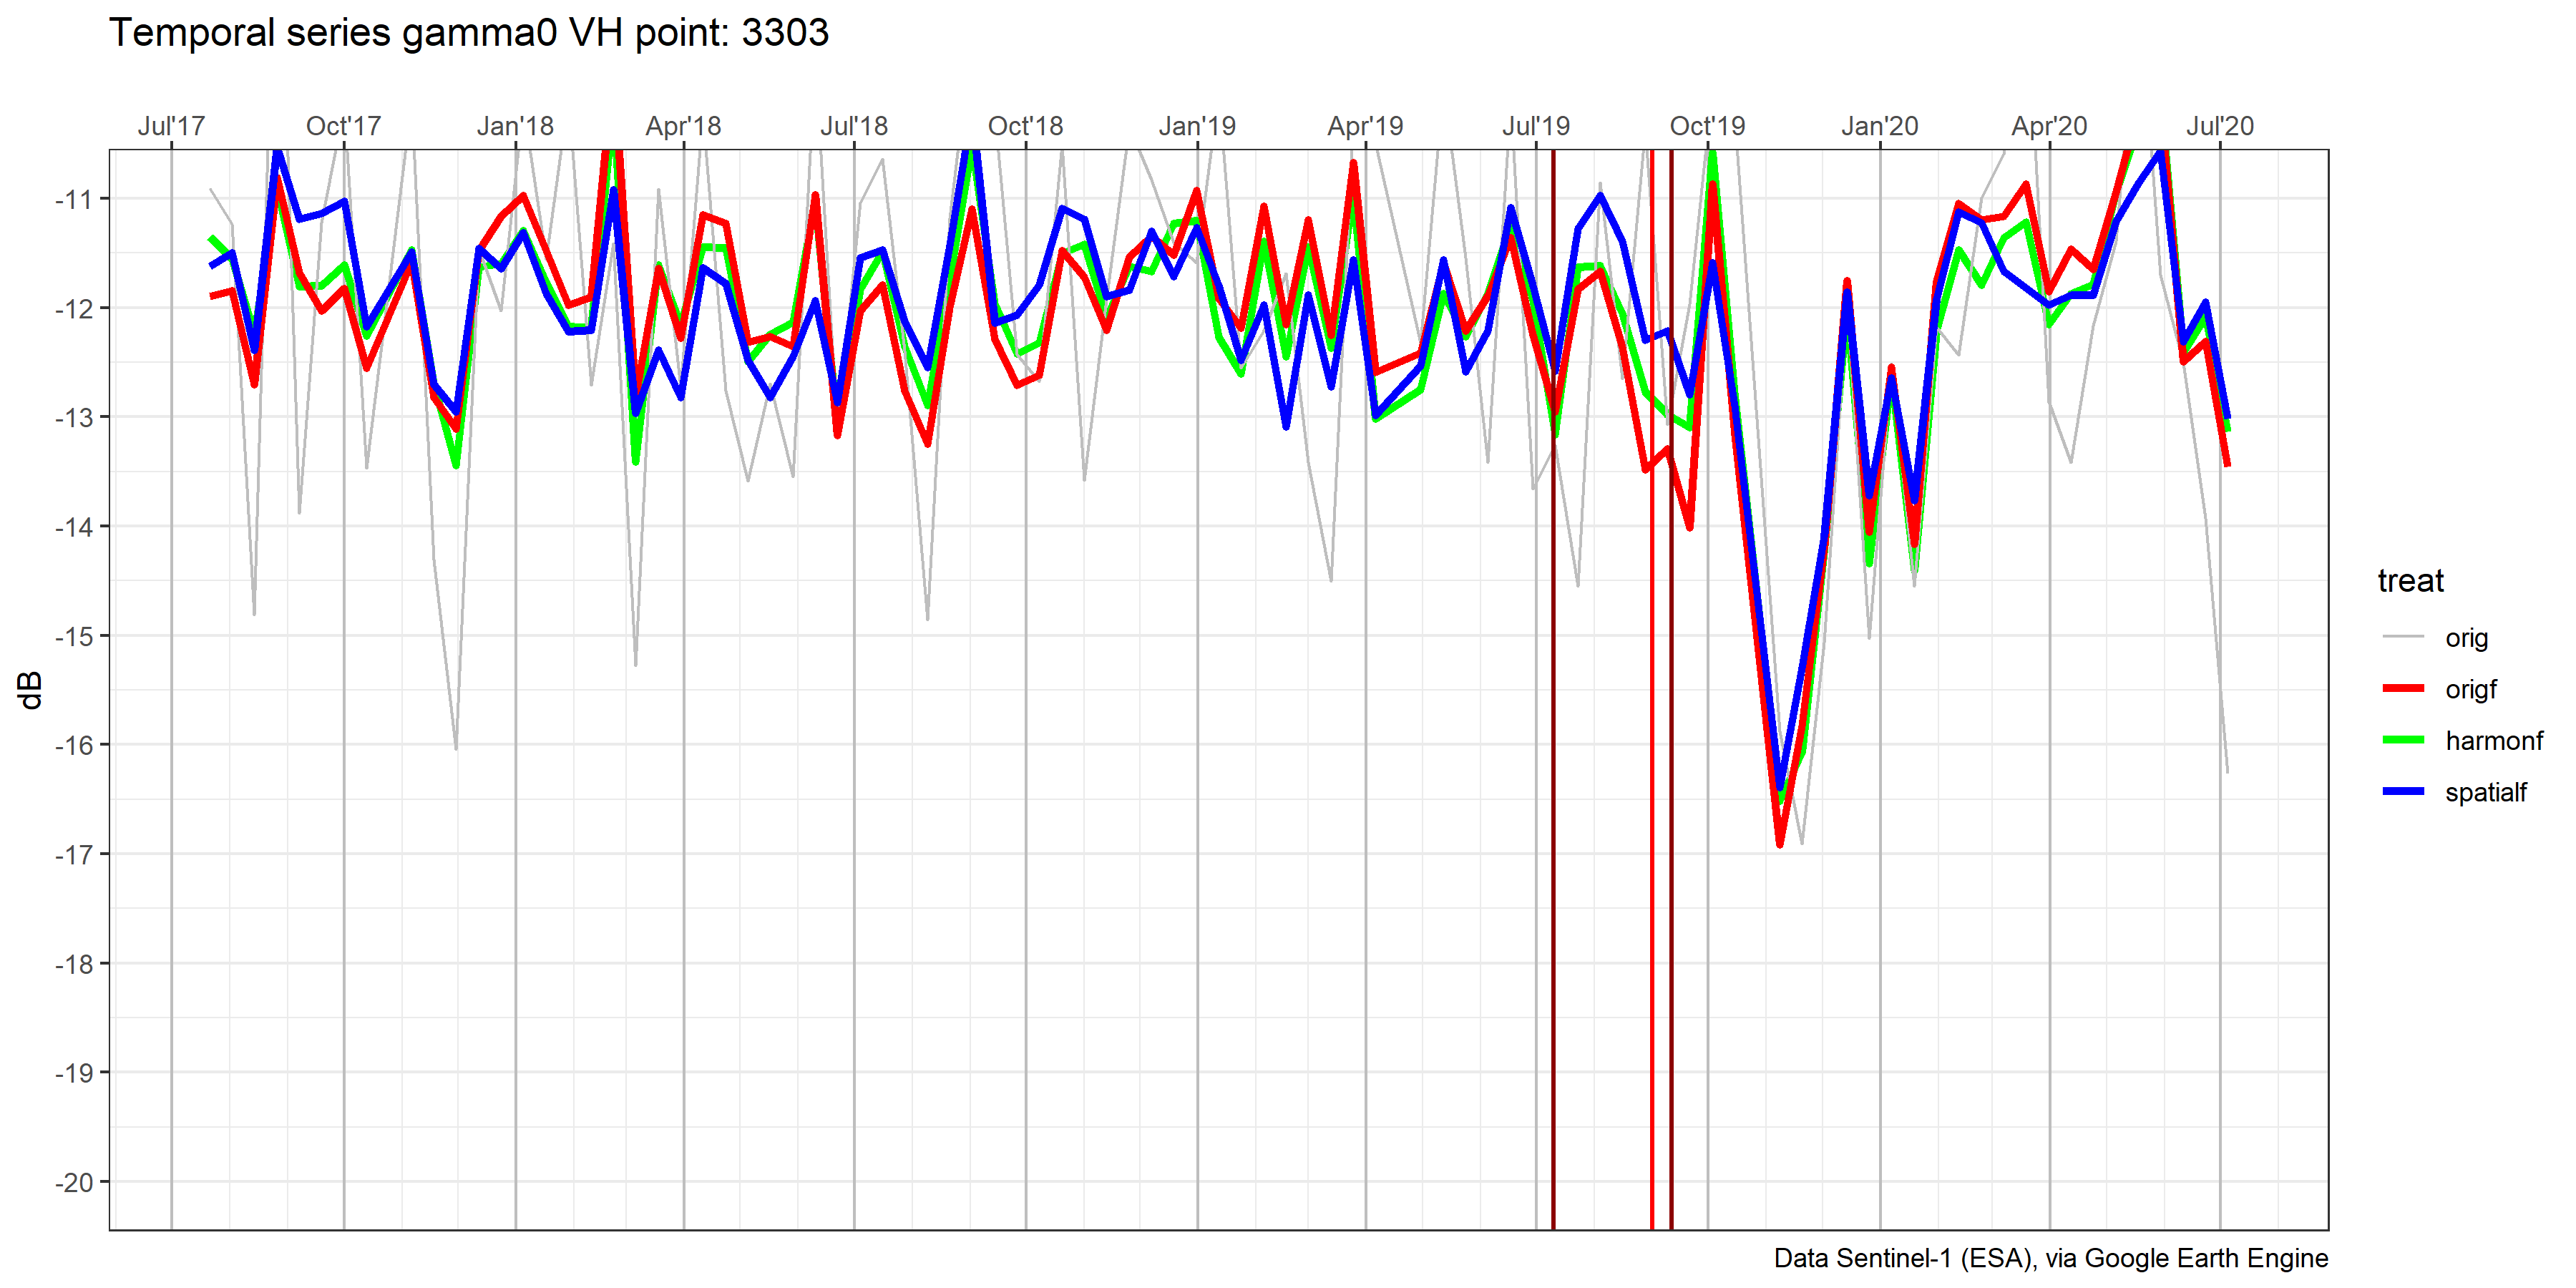 Temporal series gamma0 VH point: 3303
Jul'17 Oct'17 Jan'18 Apr'18 Jul'18 Oct'18 Jan'19 Apr'19 Jul'19 Oct'19 Jan'20 Apr'20 Jul'20
-11
-12
-13
-14
-15
-16
-17
-18
-19
-20
dB
treat
orig
origf
harmonf
spatialf
Data Sentinel-1 (ESA), via Google Earth Engine